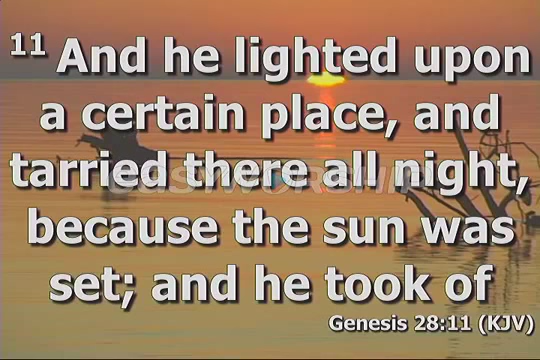 11 And he lighted upon
a certain place, and
tarried there all night,
because the sun was
set; and he took of
Genesis 28:11 (KJV)
EASYWORSHIP